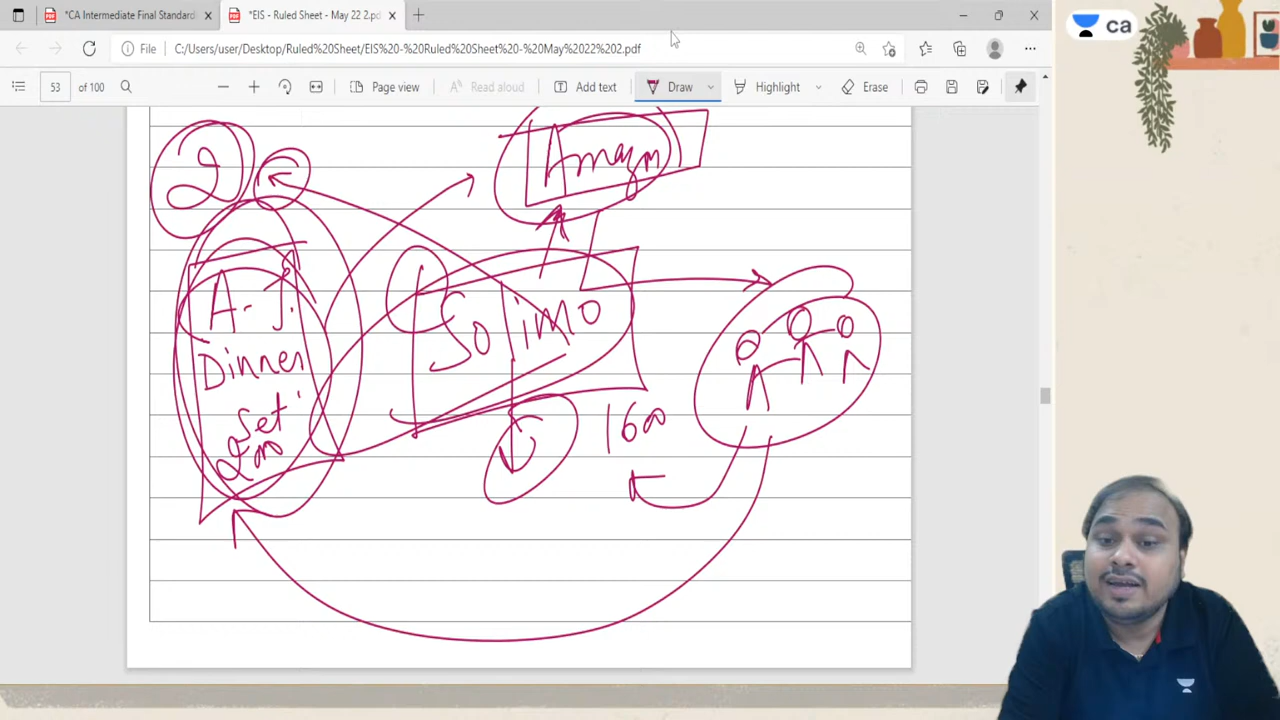 *CA Intermediate Final Standard
*EIS - Ruled Sheet - May 22 2.pd
File
C:/Users/user/Desktop/Ruled%20Sheet/EIS%20-%20Ruled%20Sheet%20-%20May%2022%202.pdf
53 of 100
Page view
Read aloud
Add text
Draw
Highlight
Erase
ca
2
Amazon
A-J.
Dinner
Set
Solimo
1600